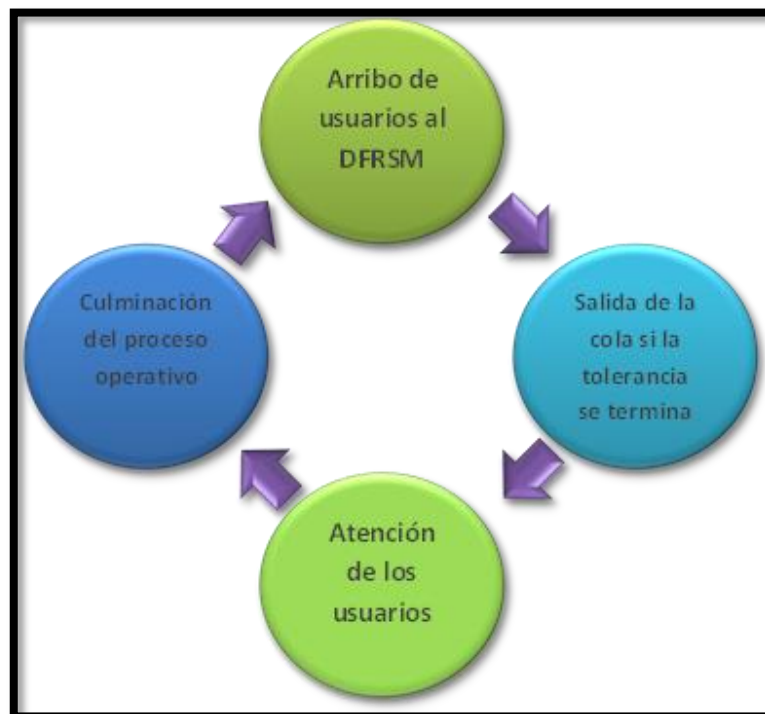 Arribo de
usuarios al
DFRSM
Salida de la
cola si la
tolerancia
se termina
Atención
de los
usuarios
Culminación
del proceso
operativo